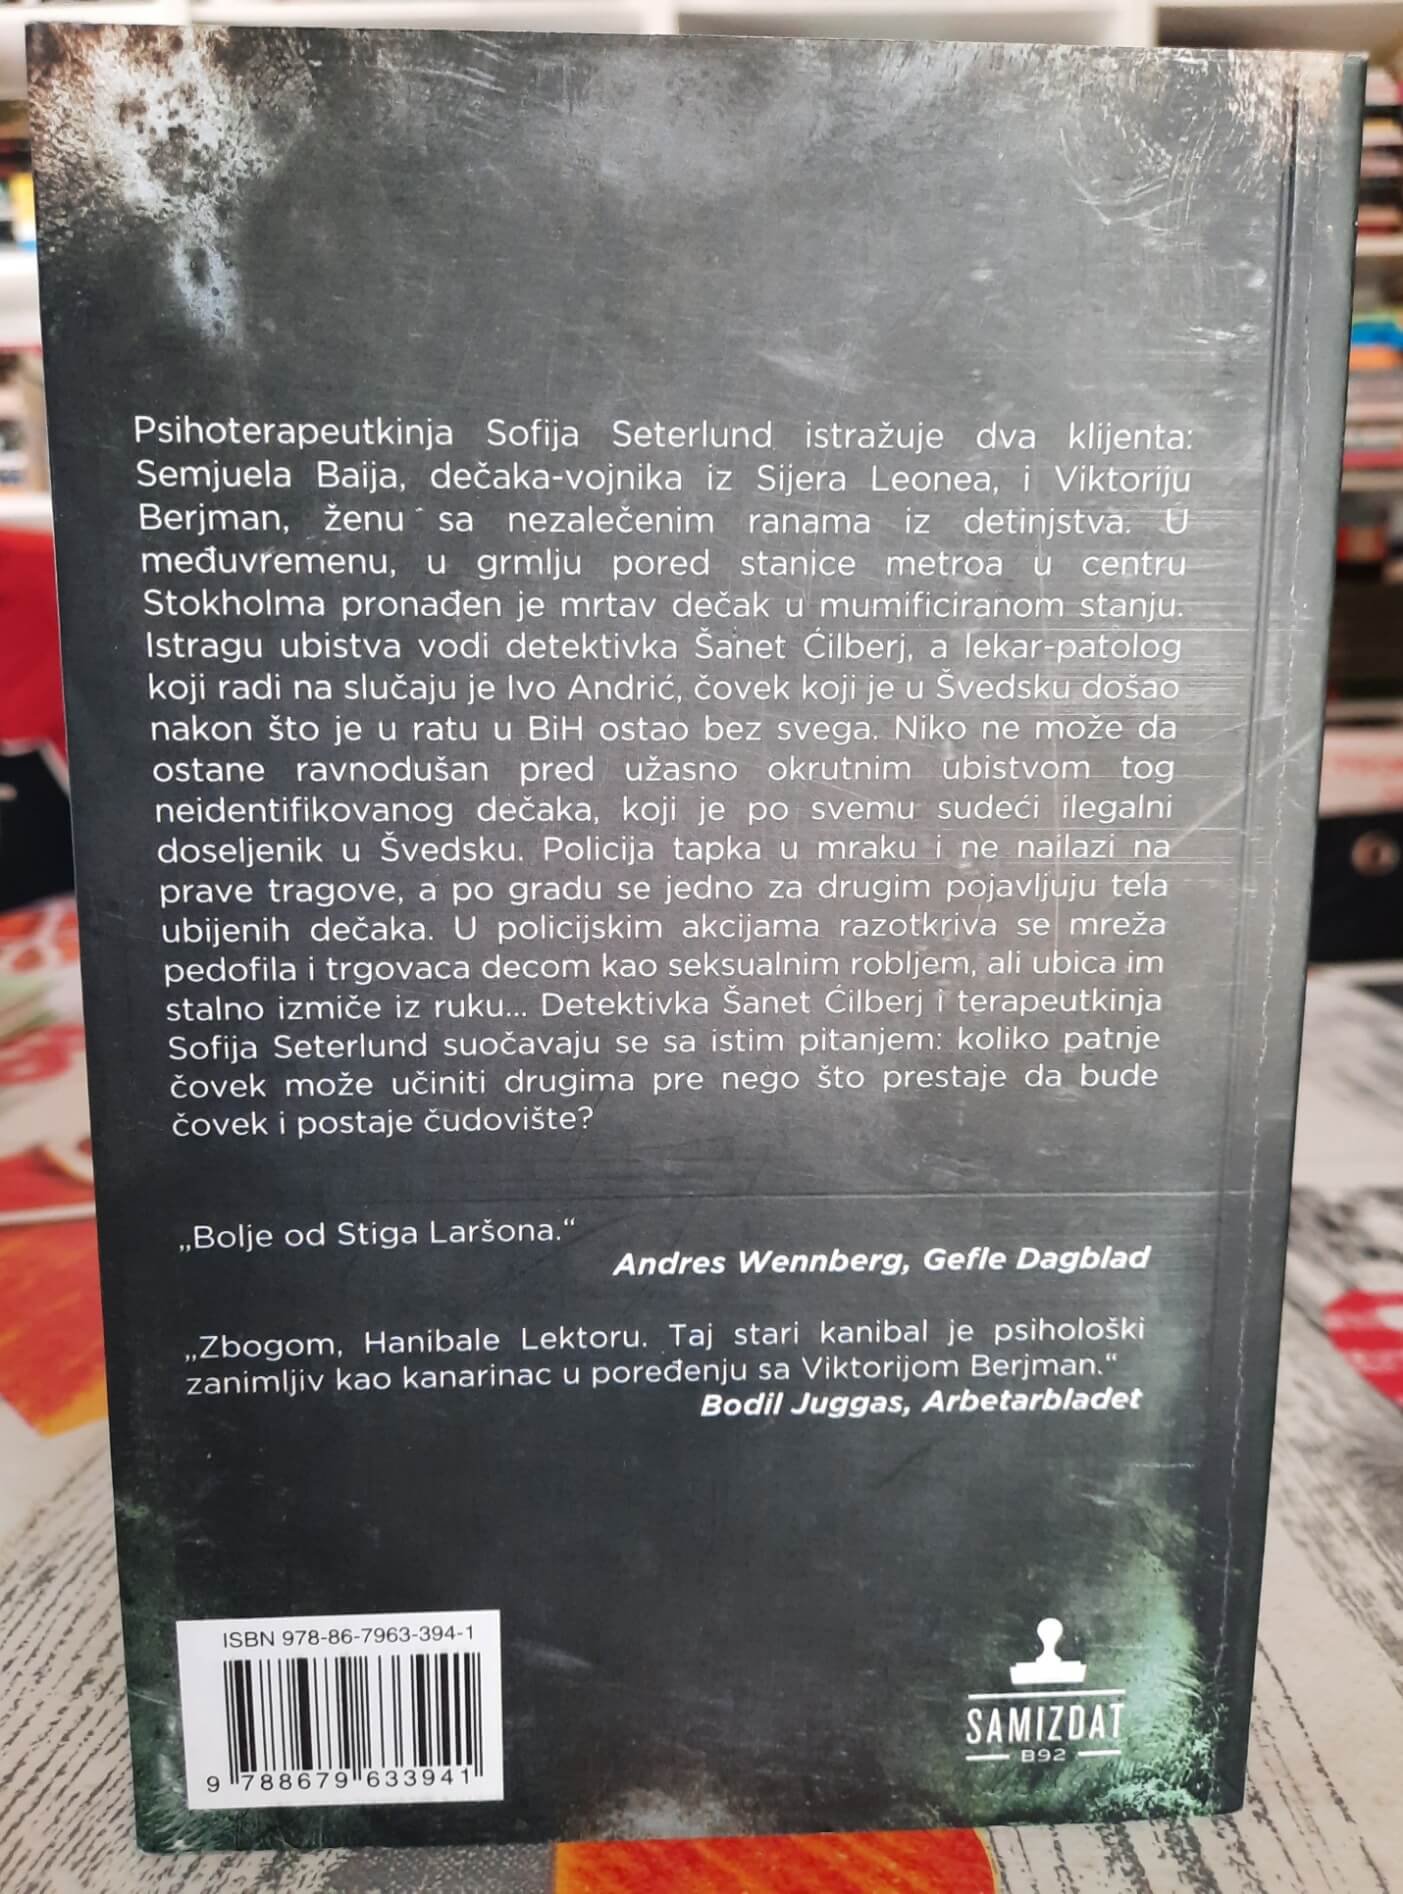 Psihoterapeutkinja Sofija Seterlund istražuje dva klijenta:
Semjuela Baija, dečaka-vojnika iz Sijera Leonea, i Viktoriju
Berjman, ženu sa nezalečenim ranama iz detinjstva. U
međuvremenu, u grmlju pored stanice metroa u centru
Stokholma pronađen je mrtav dečak u mumificiranom stanju.
Istragu ubistva vodi detektivka Šanet Ćilberj, a lekar-patolog
koji radi na slučaju je Ivo Andrić, čovek koji je u Švedsku došao
nakon što je u ratu u BiH ostao bez svega. Niko ne može da
ostane ravnodušan pred užasno okrutnim ubistvom tog
neidentifikovanog dečaka, koji je po svemu sudeći ilegalni
doseljenik u Švedsku. Policija tapka u mraku i ne nailazi na
prave tragove, a po gradu se jedno za drugim pojavljuju tela
ubijenih dečaka. U policijskim akcijama razotkriva se mreža
pedofila i trgovaca decom kao seksualnim robljem, ali ubica im
stalno izmiče iz ruku... Detektivka Šanet Ćilberj i terapeutkinja
Sofija Seterlund suočavaju se sa istim pitanjem: koliko patnje
čovek može učiniti drugima pre nego što prestaje da bude
čovek i postaje čudovište?
„Bolje od Stiga Laršona.“
Andres Wennberg, Gefle Dagblad
„Zbogom, Hanibale Lektoru. Taj stari kanibal je psihološki
zanimljiv kao kanarinac u poređenju sa Viktorijom Berjman.“
Bodil Juggas, Arbetarbladet
ISBN 978-86-7963-394-1
9 788679 633941
SAMIZDAT
B92